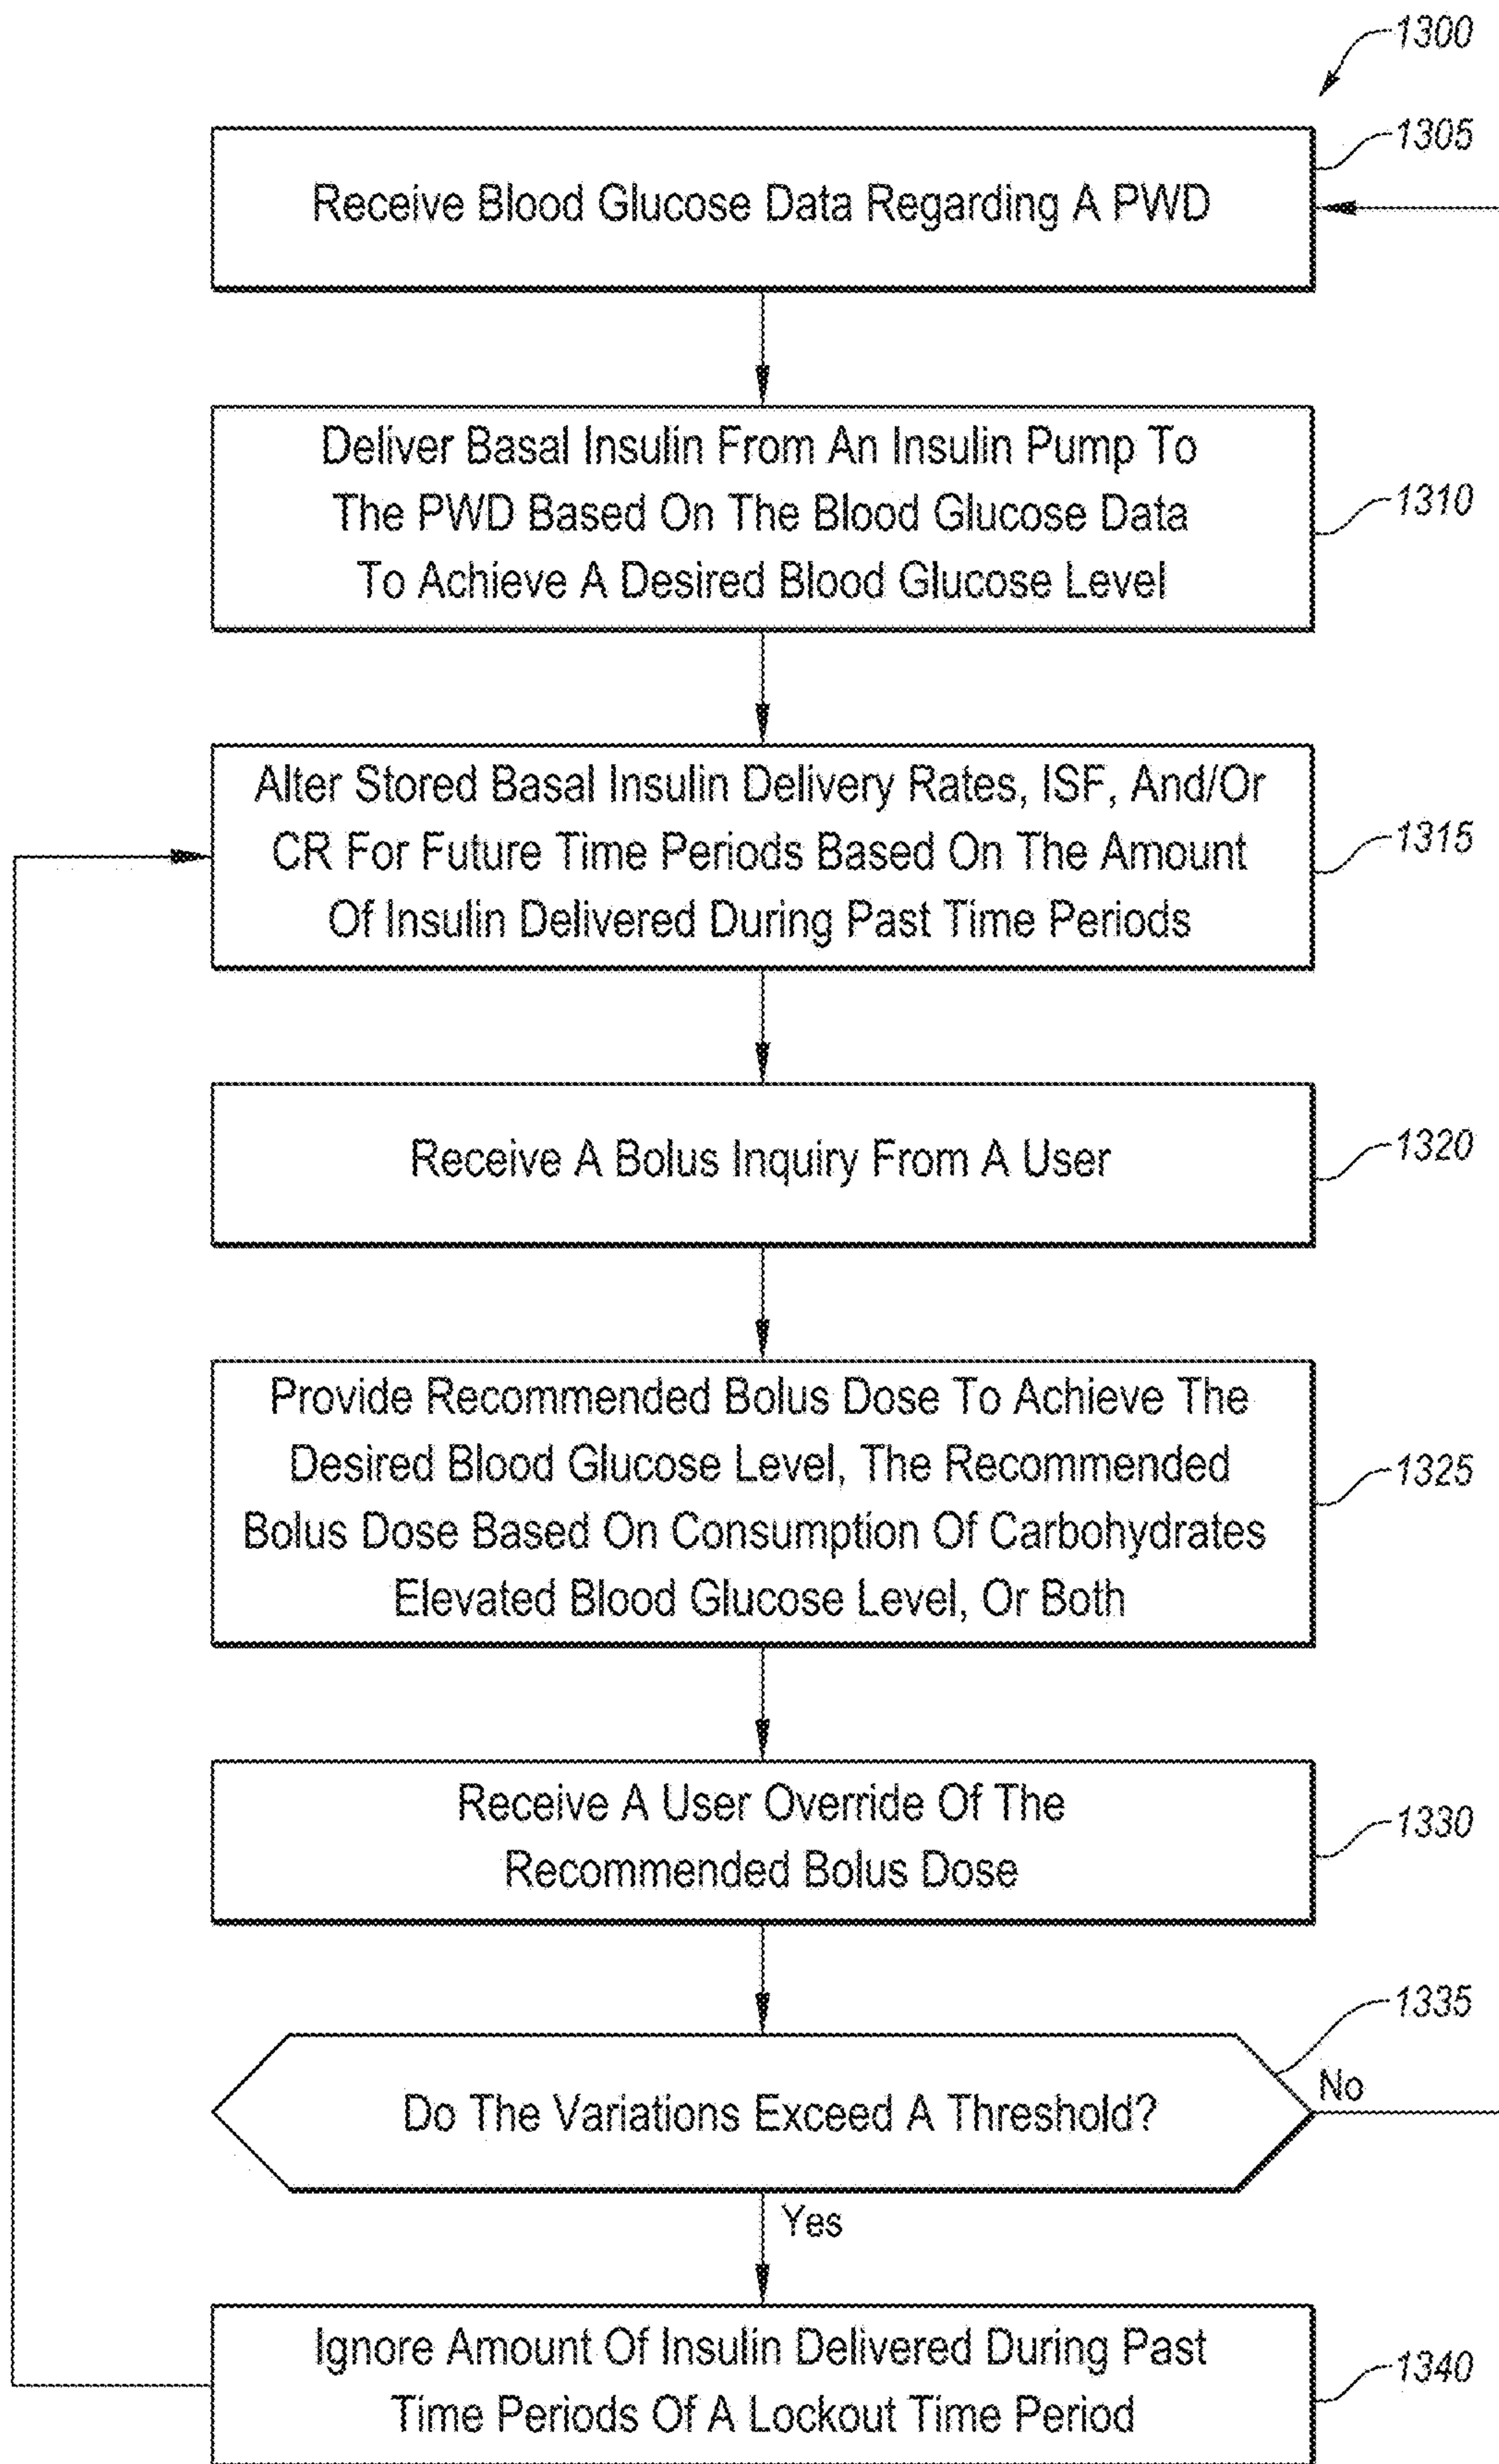 1300
1305
Receive Blood Glucose Data Regarding A PWD
Deliver Basal Insulin From An Insulin Pump To
The PWD Based On The Blood Glucose Data
To Achieve A Desired Blood Glucose Level
1310
Alter Stored Basal Insulin Delivery Rates, ISF, And/Or
CR For Future Time Periods Based On The Amount
Of Insulin Delivered During Past Time Periods
1315
Receive A Bolus Inquiry From A User
1320
Provide Recommended Bolus Dose To Achieve The
Desired Blood Glucose Level, The Recommended
Bolus Dose Based On Consumption Of Carbohydrates
Elevated Blood Glucose Level, Or Both
1325
Receive A User Override Of The
Recommended Bolus Dose
1330
1335
Do The Variations Exceed A Threshold?
No
Yes
Ignore Amount Of Insulin Delivered During Past
Time Periods Of A Lockout Time Period
1340